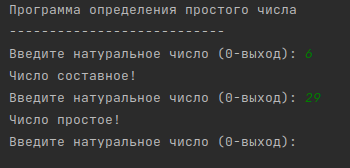 Программа определения простого числа
---------------------------
Введите натуральное число (0-выход): 6
Число составное!
Введите натуральное число (0-выход): 29
Число простое!
Введите натуральное число (0-выход):